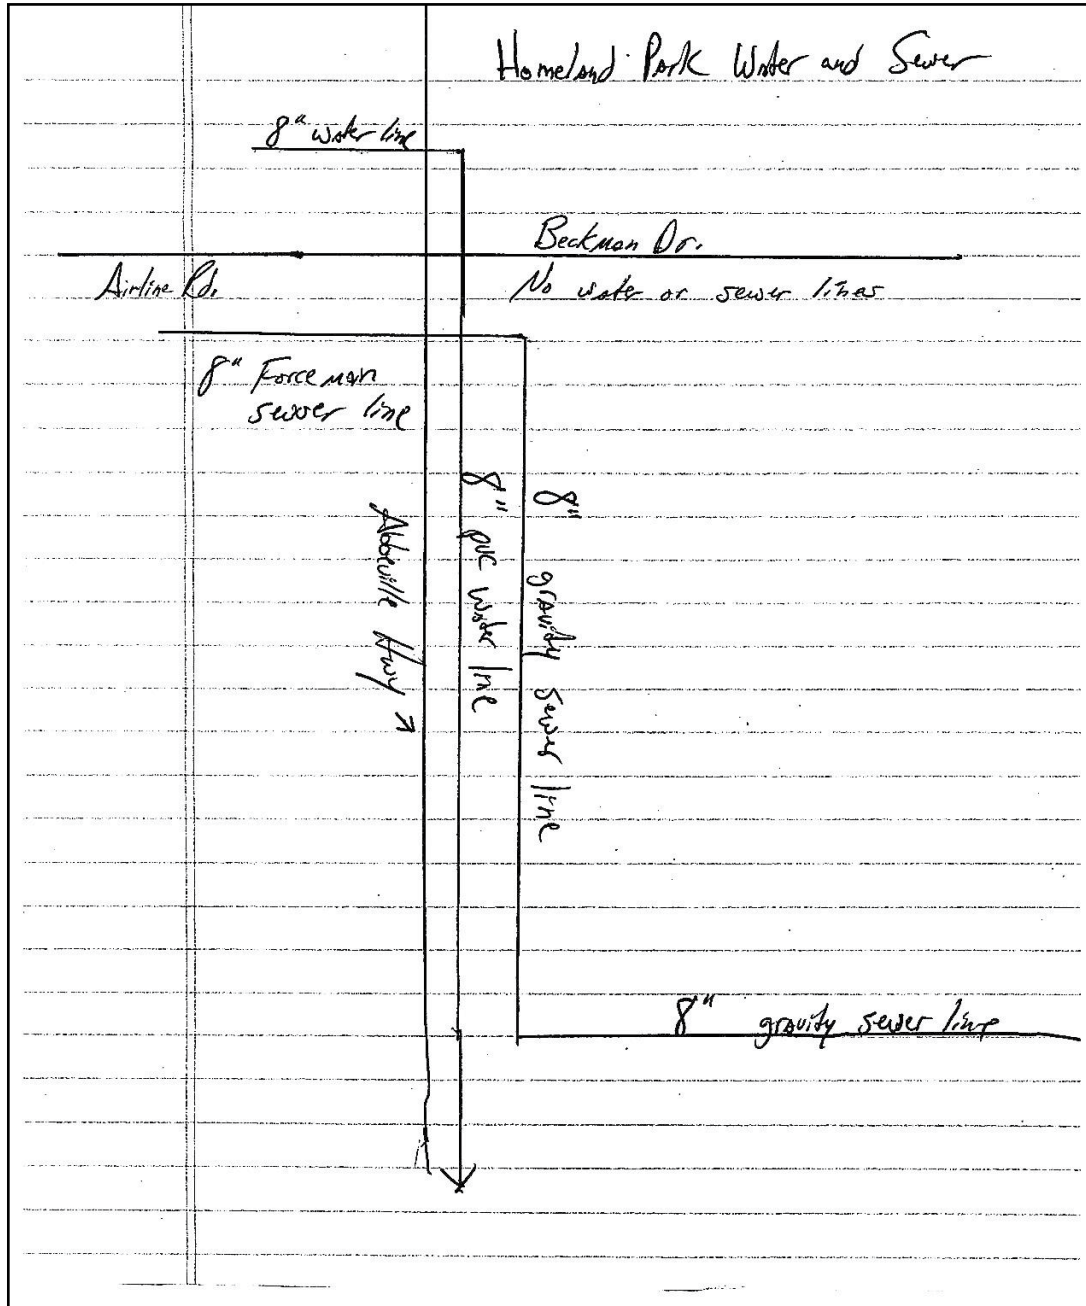 Homeland Park Water and Sewer
8" water line
Beckman Dr.
Airline Rd.
No water or sewer lines
8" Force main
sewer line
Abbeville Hwy
8" pvc water line
8" gravity sewer line
8" gravity sewer line